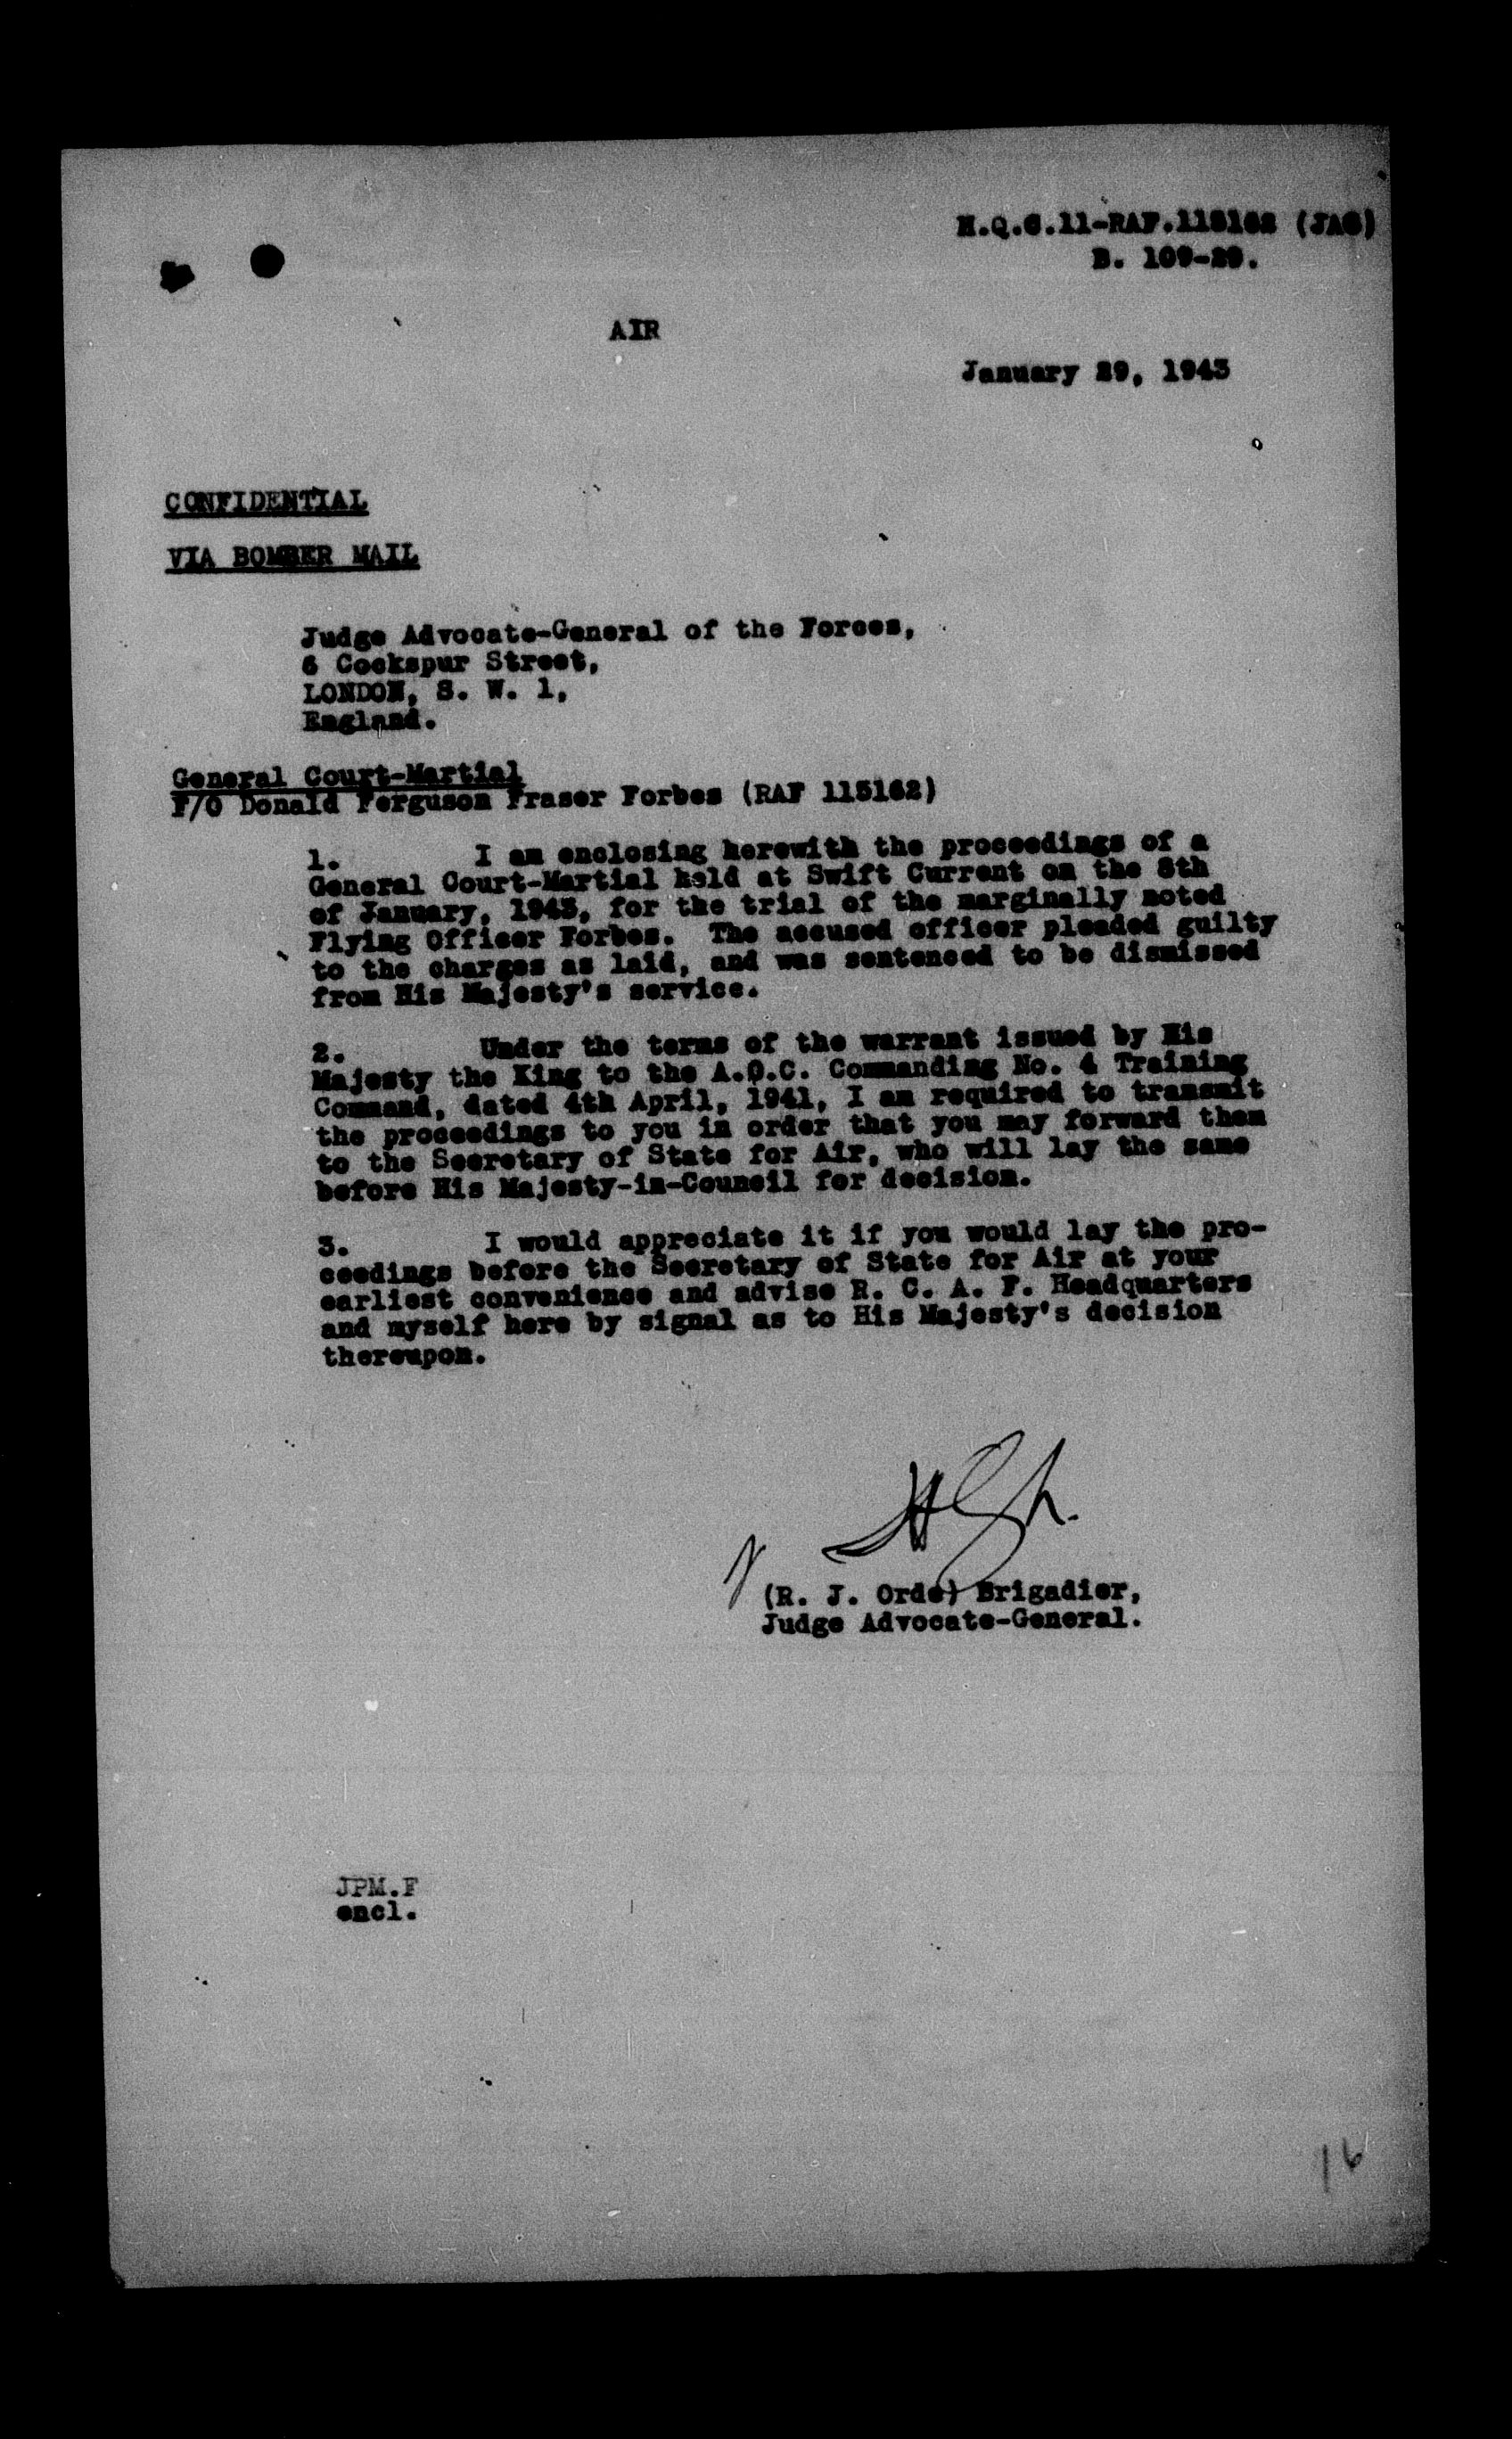 H.Q.C.11-RAF.115162 (JAG)
B. 109-29.
AIR
January 29, 1943
CONFIDENTIAL
VIA BOMBER MAIL
Judge Advocate-General of the Forces,
6 Cockspur Street,
LONDON, S. W. 1,
England.
General Court-Martial
F/O Donald Ferguson Fraser Forbes (RAF 115162)
1. I am enclosing herewith the proceedings of a
General Court-Martial held at Swift Current on the 8th
of January, 1943, for the trial of the marginally noted
Flying Officer Forbes. The accused officer pleaded guilty
to the charges as laid, and was sentenced to be dismissed
from His Majesty's service.
2. Under the terms of the warrant issued by His
Majesty the King to the A.O.C. Commanding No. 4 Training
Command, dated 4th April, 1941, I am required to transmit
the proceedings to you in order that you may forward them
to the Secretary of State for Air, who will lay the same
before His Majesty-in-Council for decision.
3. I would appreciate it if you would lay the pro-
ceedings before the Secretary of State for Air at your
earliest convenience and advise R. C. A. F. Headquarters
and myself here by signal as to His Majesty's decision
thereupon.
(R. J. Orde) Brigadier,
Judge Advocate-General.
JPM.F
encl.
16